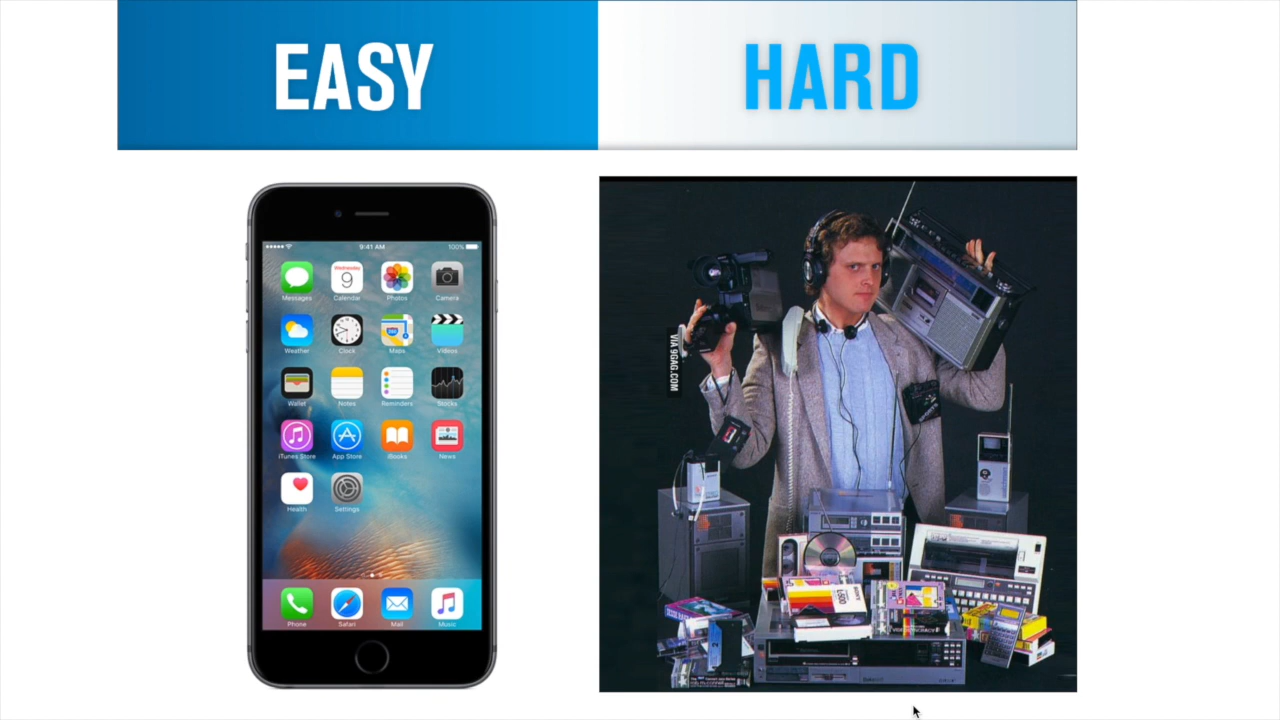 EASY
HARD
9:41 AM
100%
Wednesday
9
Messages
Calendar
Photos
Camera
Weather
Clock
Maps
Videos
Wallet
Notes
Reminders
Stocks
iTunes Store
App Store
iBooks
News
Health
Settings
Phone
Safari
Mail
Music
VIA 9GAG.COM
L-500